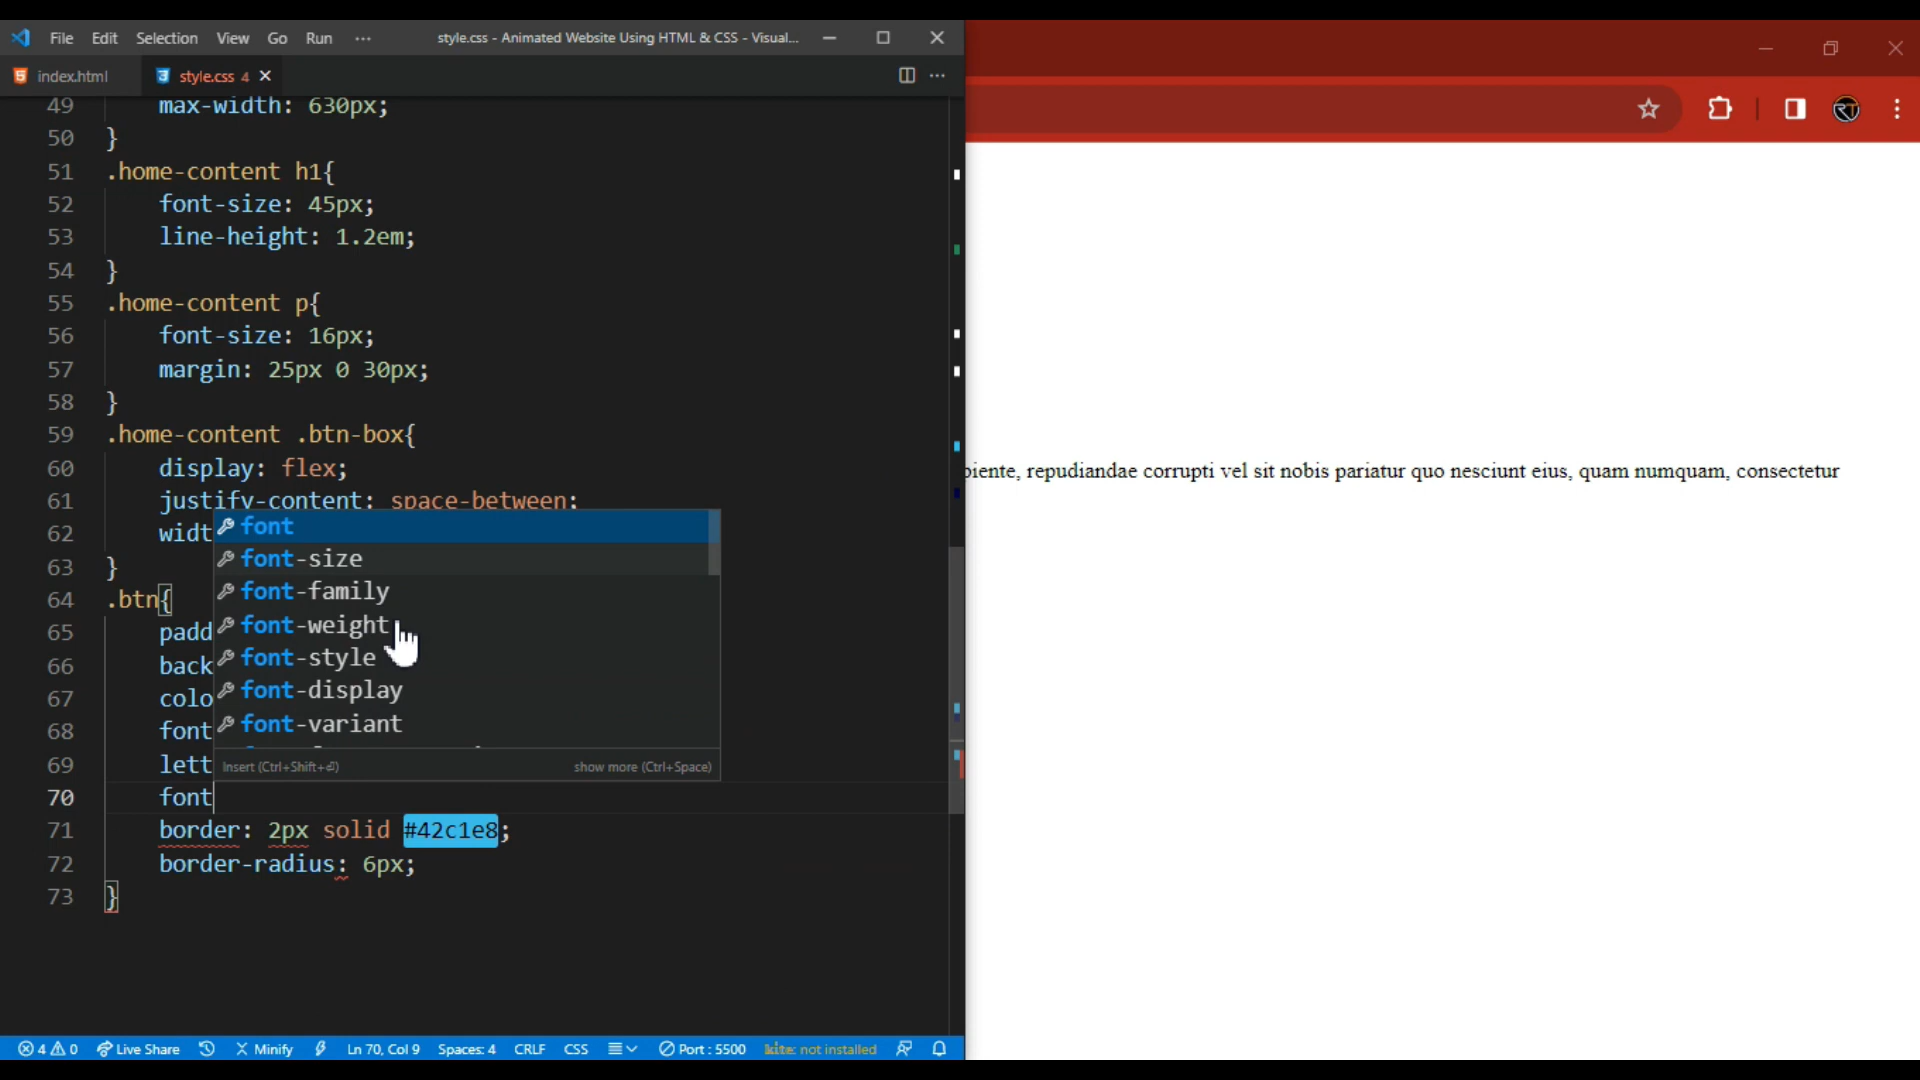 File Edit Selection View Go Run ··· style.css - Animated Website Using HTML & CSS - Visual...
index.html style.css 4
49 max-width: 630px;
50 }
51 .home-content h1{
52 font-size: 45px;
53 line-height: 1.2em;
54 }
55 .home-content p{
56 font-size: 16px;
57 margin: 25px 0 30px;
58 }
59 .home-content .btn-box{
60 display: flex;
61 justify-content: space-between;
62 widt
63 }
64 .btn{
65 padd
66 back
67 colo
68 font
69 lett
70 font
71 border: 2px solid #42c1e8;
72 border-radius: 6px;
73 }
font
font-size
font-family
font-weight
font-style
font-display
font-variant
Insert (Ctrl+Shift+⏎) show more (Ctrl+Space)
4 0 Live Share Minify Ln 70, Col 9 Spaces: 4 CRLF CSS Port : 5500 kite: not installed
RT
piente, repudiandae corrupti vel sit nobis pariatur quo nesciunt eius, quam numquam, consectetur